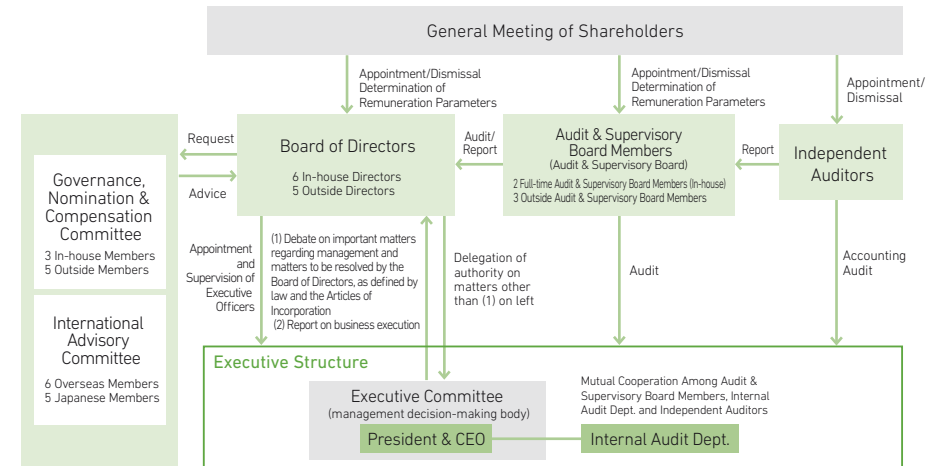 General Meeting of Shareholders
Appointment/Dismissal
Determination of
Remuneration Parameters
Appointment/Dismissal
Determination of
Remuneration Parameters
Appointment/
Dismissal
Request
Advice
Board of Directors
6 In-house Directors
5 Outside Directors
Audit/
Report
Audit & Supervisory
Board Members
(Audit & Supervisory Board)
2 Full-time Audit & Supervisory Board Members (In-house)
3 Outside Audit & Supervisory Board Members
Report
Independent
Auditors
Governance,
Nomination &
Compensation
Committee
3 In-house Members
5 Outside Members
International
Advisory
Committee
6 Overseas Members
5 Japanese Members
Appointment
and
Supervision of
Executive
Officers
(1) Debate on important matters
regarding management and
matters to be resolved by the
Board of Directors, as defined by
law and the Articles of
Incorporation
(2) Report on business execution
Delegation of
authority on
matters other
than (1) on left
Audit
Accounting
Audit
Executive Structure
Executive Committee
(management decision-making body)
President & CEO
Mutual Cooperation Among Audit &
Supervisory Board Members, Internal
Audit Dept. and Independent Auditors
Internal Audit Dept.